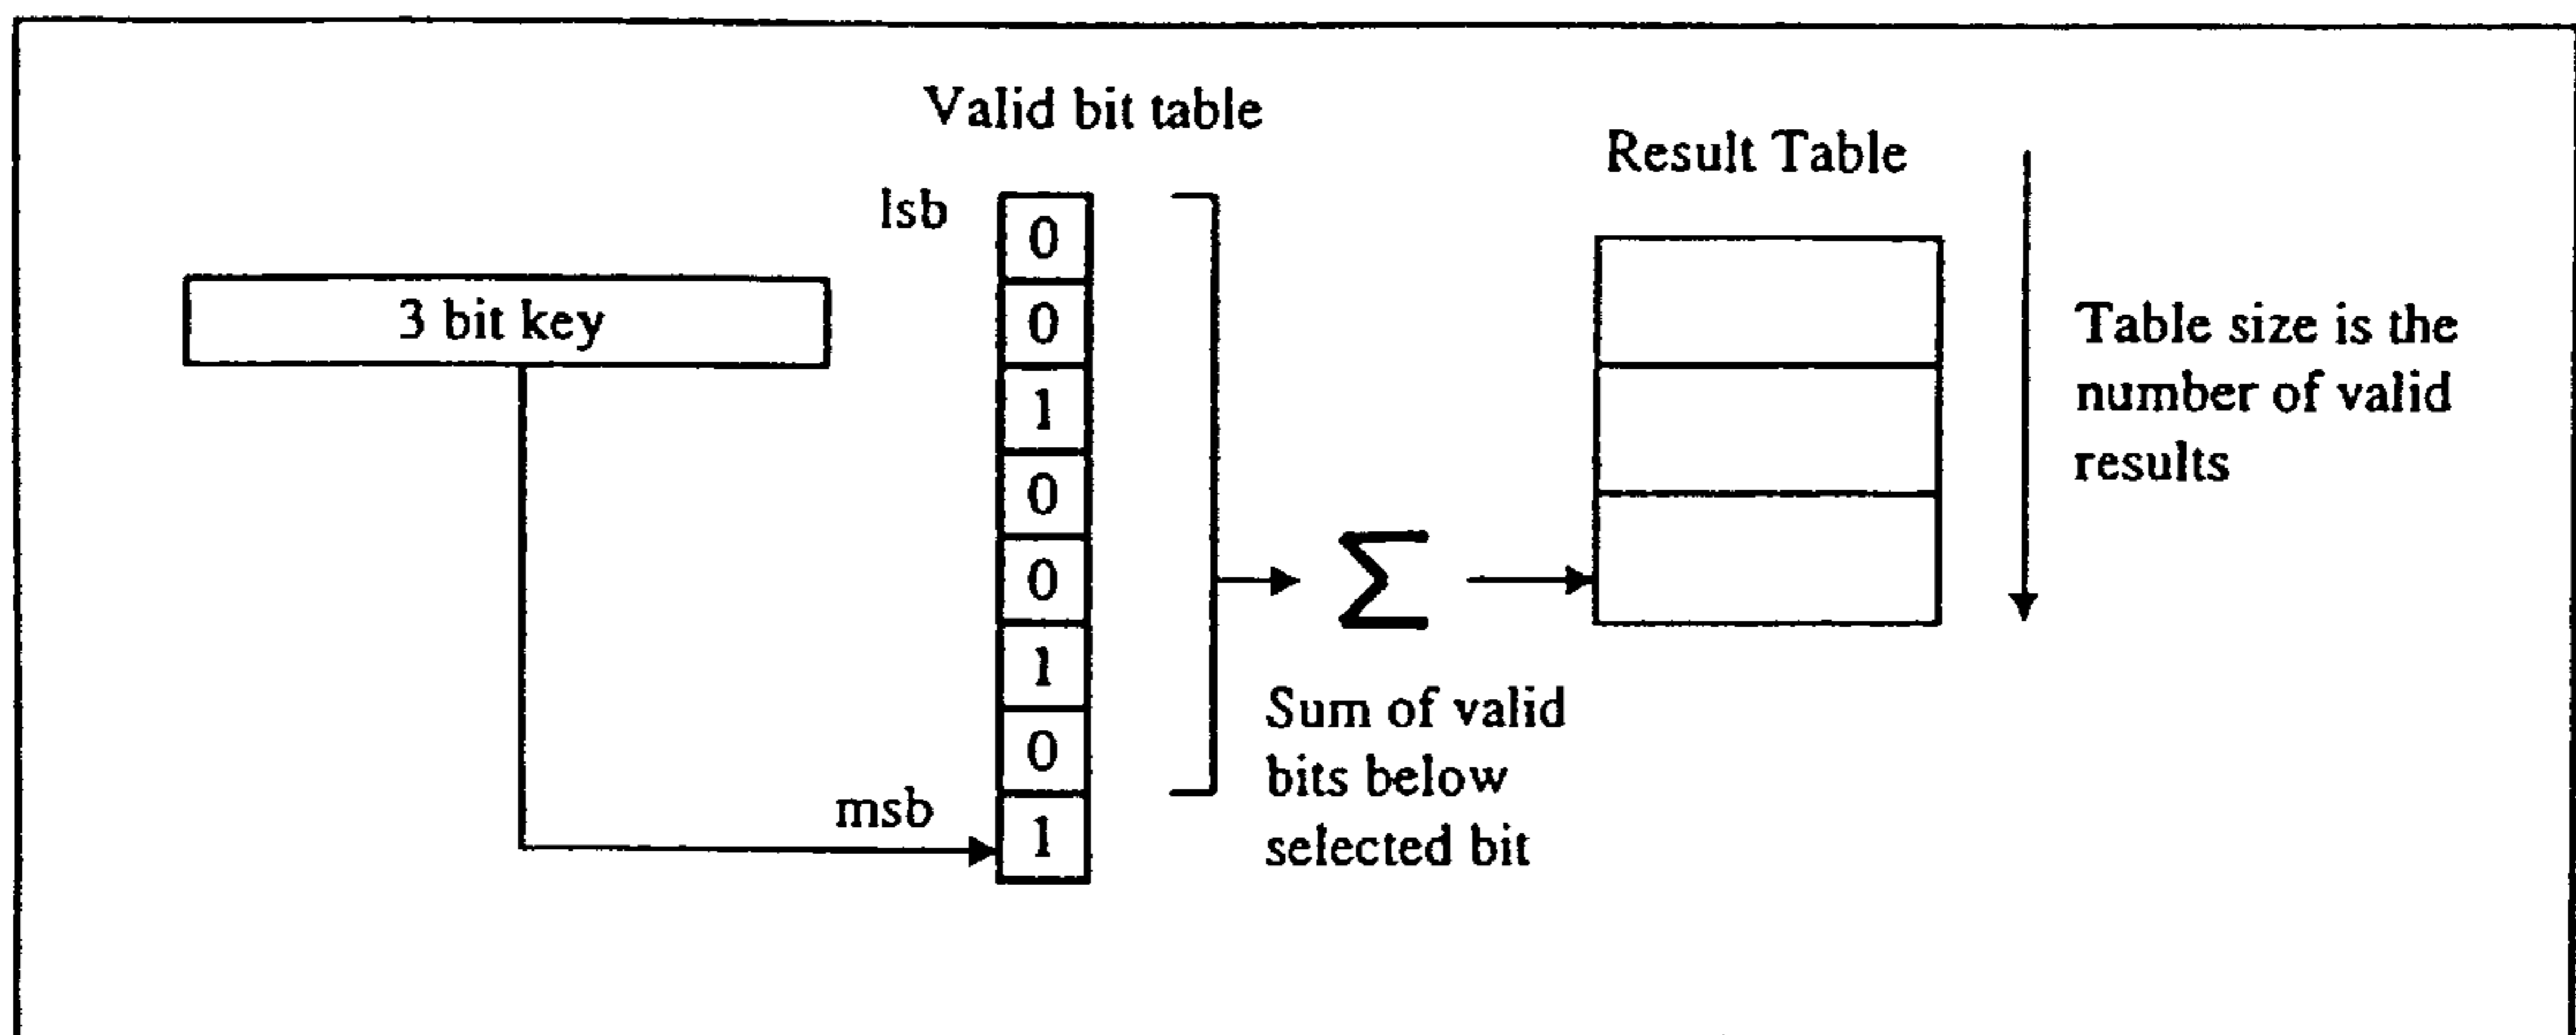 Valid bit table
Result Table
lsb
3 bit key
0
0
1
0
0
1
0
1
msb
Σ
Sum of valid
bits below
selected bit
Table size is the
number of valid
results